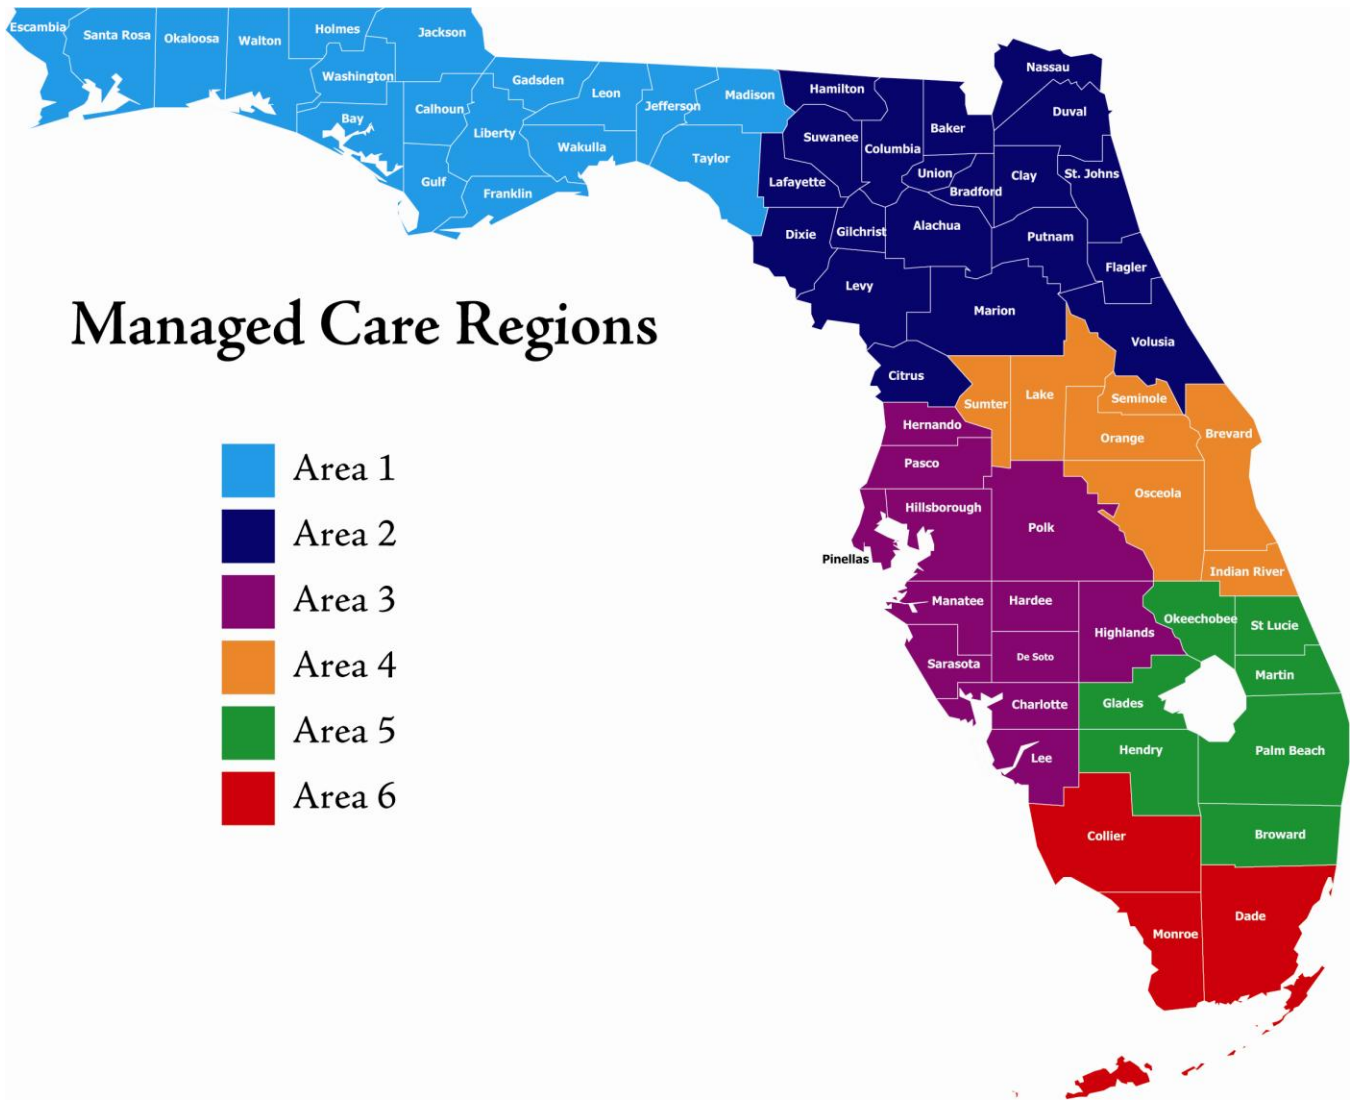 Escambia
Santa Rosa
Okaloosa
Walton
Holmes
Jackson
Washington
Bay
Calhoun
Gulf
Liberty
Gadsden
Leon
Wakulla
Franklin
Jefferson
Madison
Taylor
Hamilton
Suwanee
Lafayette
Columbia
Baker
Nassau
Duval
Union
Bradford
Clay
St. Johns
Dixie
Gilchrist
Alachua
Putnam
Flagler
Levy
Marion
Volusia
Citrus
Managed Care Regions
Sumter
Lake
Seminole
Orange
Brevard
Hernando
Pasco
Osceola
Hillsborough
Polk
Pinellas
Indian River
Manatee
Hardee
Highlands
Okeechobee
St Lucie
Sarasota
De Soto
Martin
Charlotte
Glades
Lee
Hendry
Palm Beach
Collier
Broward
Monroe
Dade
Area 1
Area 2
Area 3
Area 4
Area 5
Area 6